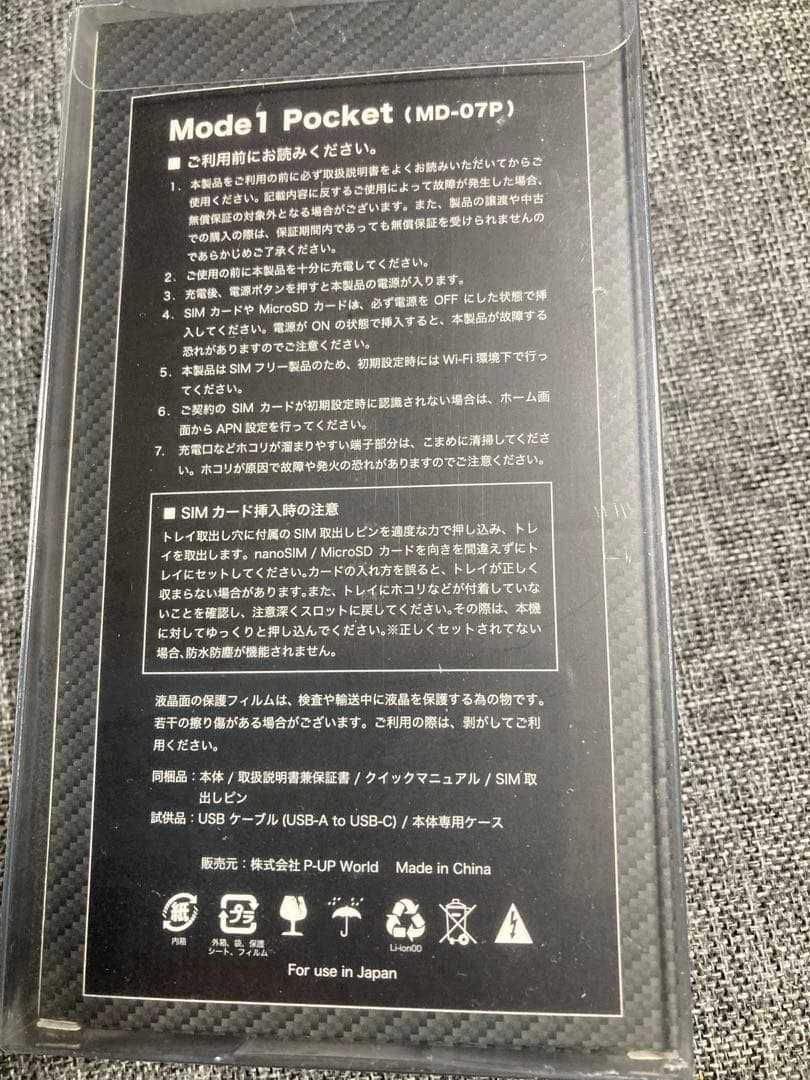 Mode1 Pocket (MD-07P)
■ ご利用前にお読みください。
1. 本製品をご利用の前に必ず取扱説明書をよくお読みいただいてからご
使用ください。記載内容に反するご使用によって故障が発生した場合、
無償保証の対象外となる場合がございます。また、製品の譲渡や中古
での購入の際は、保証期間内であっても無償保証を受けられませんの
であらかじめご了承ください。
2. ご使用の前に本製品を十分に充電してください。
3. 充電後、電源ボタンを押すと本製品の電源が入ります。
4. SIM カードや MicroSD カードは、必ず電源を OFF にした状態で挿
入してください。電源が ON の状態で挿入すると、本製品が故障する
恐れがありますのでご注意ください。
5. 本製品は SIM フリー製品のため、初期設定時には Wi-Fi 環境下で行っ
てください。
6. ご契約の SIM カードが初期設定時に認識されない場合は、ホーム画
面から APN 設定を行ってください。
7. 充電口などホコリが溜まりやすい端子部分は、こまめに清掃してくださ
い。ホコリが原因で故障や発火の恐れがありますのでご注意ください。
■ SIM カード挿入時の注意
トレイ取出し穴に付属の SIM 取出しピンを適度な力で押し込み、トレ
イを取出します。nanoSIM / MicroSD カードを向きを間違えずにト
レイにセットしてください。カードの入れ方を誤ると、トレイが正しく
収まらない場合があります。また、トレイにホコリなどが付着していな
いことを確認し、注意深くスロットに戻してください。その際は、本機
に対してゆっくりと押し込んでください。※正しくセットされてない
場合、防水防塵が機能されません。
液晶面の保護フィルムは、検査や輸送中に液晶を保護する為の物です。
若干の擦り傷がある場合がございます。ご利用の際は、剥がしてご利
用ください。
同梱品：本体 / 取扱説明書兼保証書 / クイックマニュアル / SIM 取
出しピン
試供品：USB ケーブル (USB-A to USB-C) / 本体専用ケース
販売元：株式会社 P-UP World Made in China
紙 プラ
内箱 外箱、袋、保護
シート、フィルム Li-ion00
For use in Japan